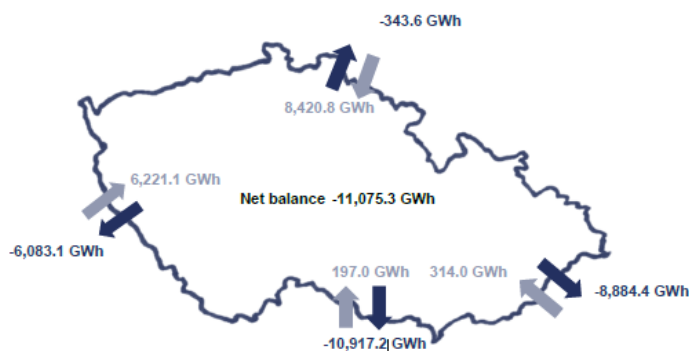 -343.6 GWh
8,420.8 GWh
6,221.1 GWh
Net balance -11,075.3 GWh
-6,083.1 GWh
197.0 GWh
314.0 GWh
-8,884.4 GWh
-10,917.2 GWh